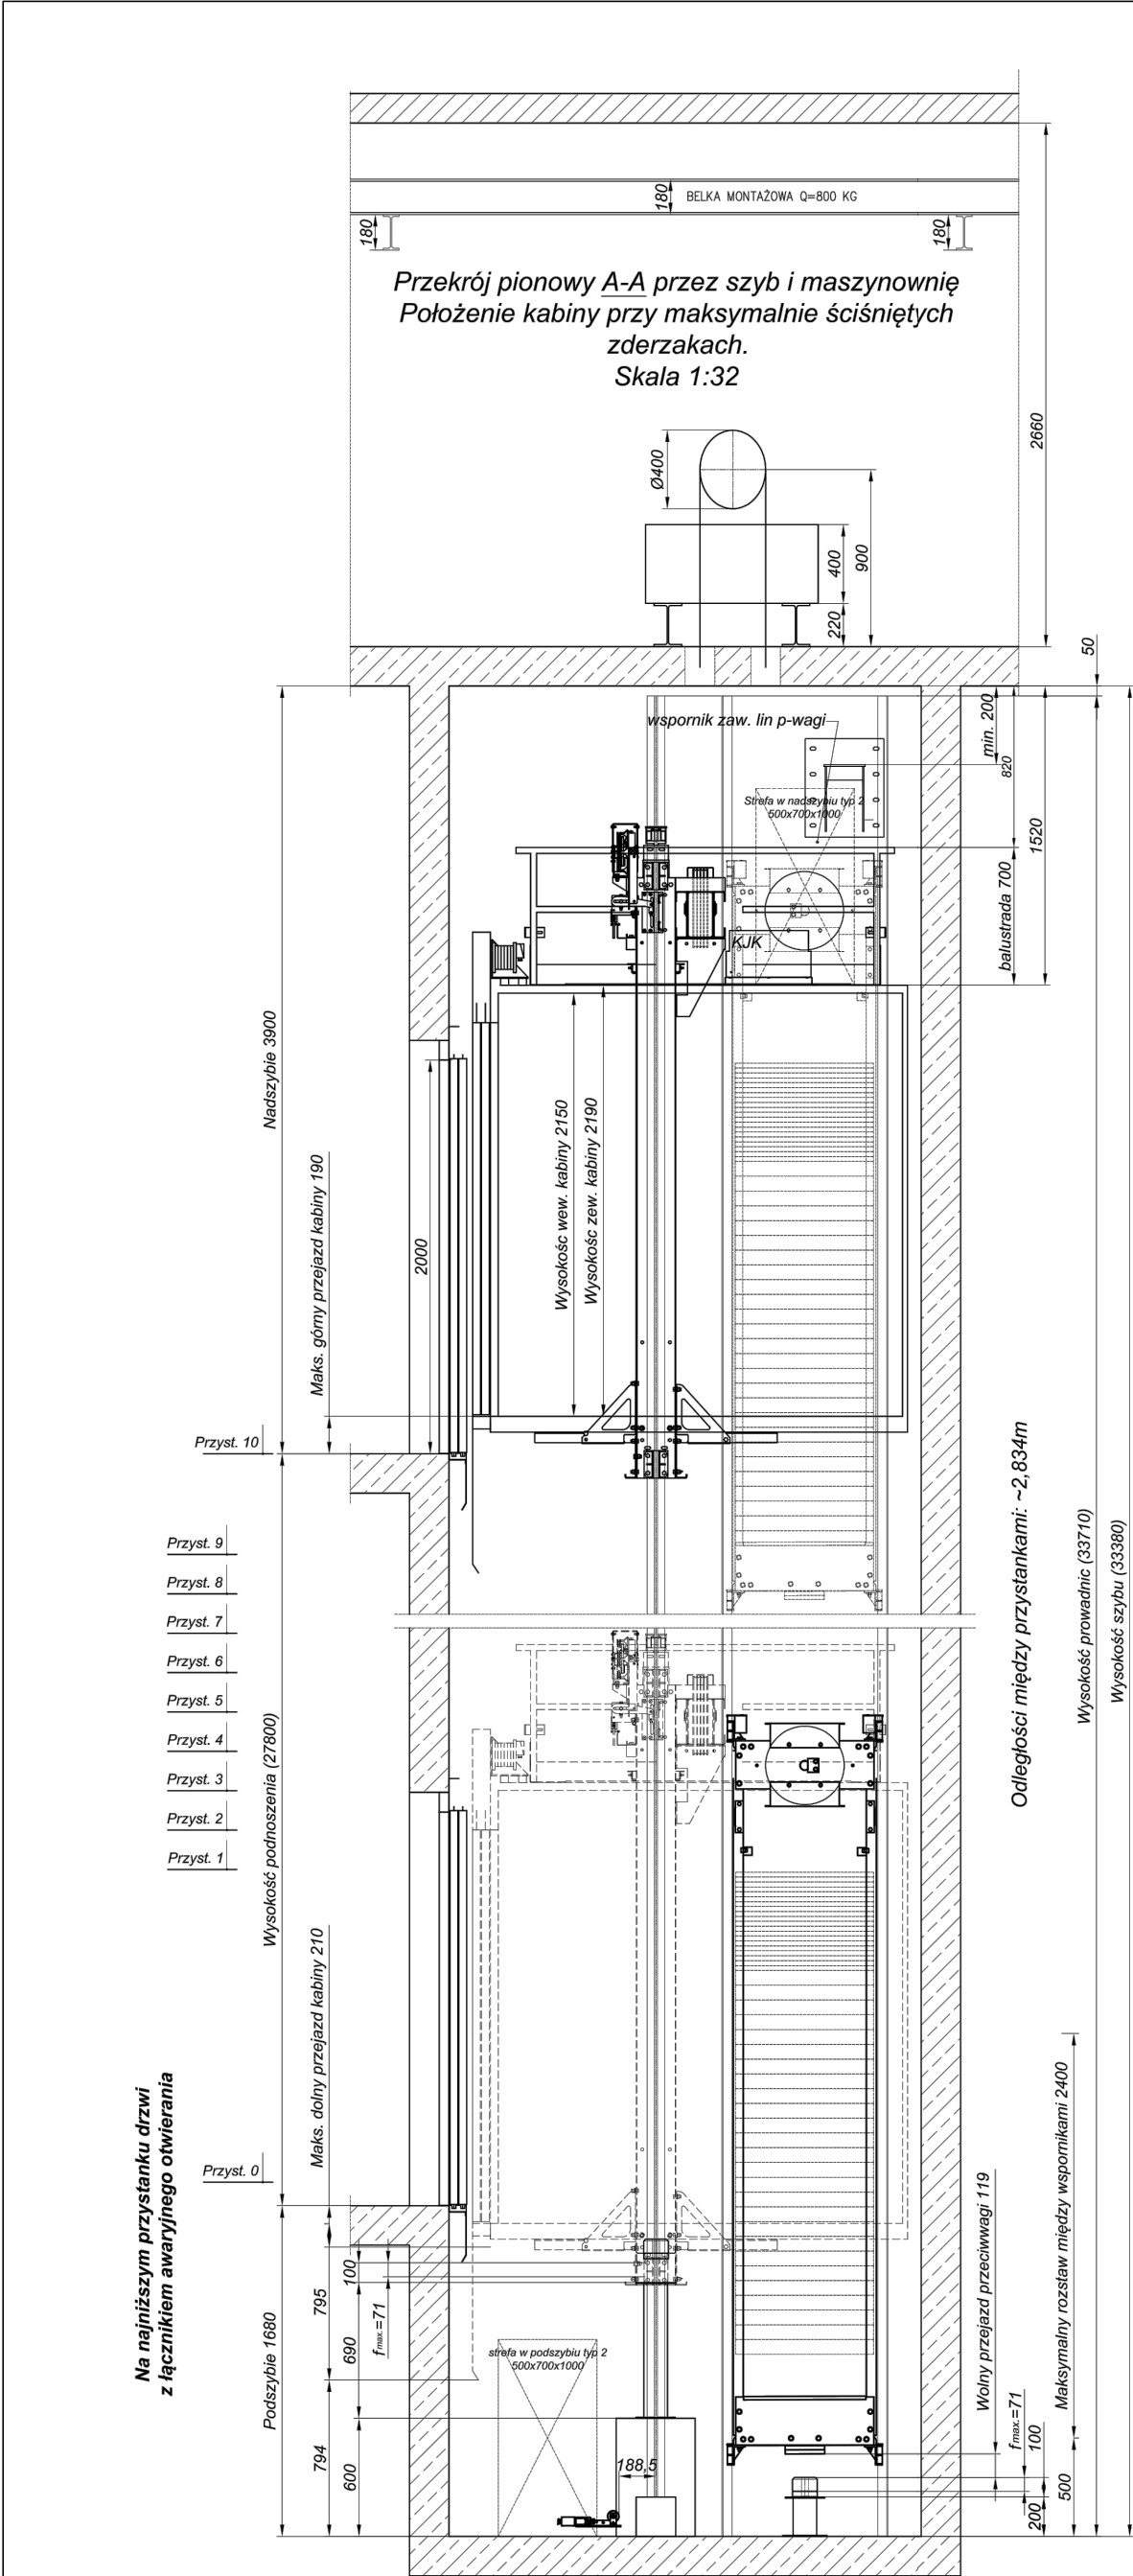 180
BELKA MONTAŻOWA Q=800 KG
180
180
Przekrój pionowy A-A przez szyb i maszynownię
Położenie kabiny przy maksymalnie ściśniętych
zderzakach.
Skala 1:32
2660
Ø400
400
900
220
50
wspornik zaw. lin p-wagi
min. 200
820
Strefa w nadszybiu typ 2
500x700x1000
1520
balustrada 700
KJK
Nadszybie 3900
Maks. górny przejazd kabiny 190
2000
Wysokośc wew. kabiny 2150
Wysokośc zew. kabiny 2190
Przyst. 10
Przyst. 9
Przyst. 8
Przyst. 7
Przyst. 6
Przyst. 5
Przyst. 4
Przyst. 3
Przyst. 2
Przyst. 1
Wysokość podnoszenia (27800)
Odległości między przystankami: ~2,834m
Wysokość prowadnic (33710)
Wysokość szybu (33380)
Na najniższym przystanku drzwi
z łącznikiem awaryjnego otwierania
Maks. dolny przejazd kabiny 210
Przyst. 0
Podszybie 1680
795
100
f max.=71
690
794
600
strefa w podszybiu typ 2
500x700x1000
188,5
Wolny przejazd przeciwwagi 119
Maksymalny rozstaw między wspornikami 2400
f max.=71
100
200
500